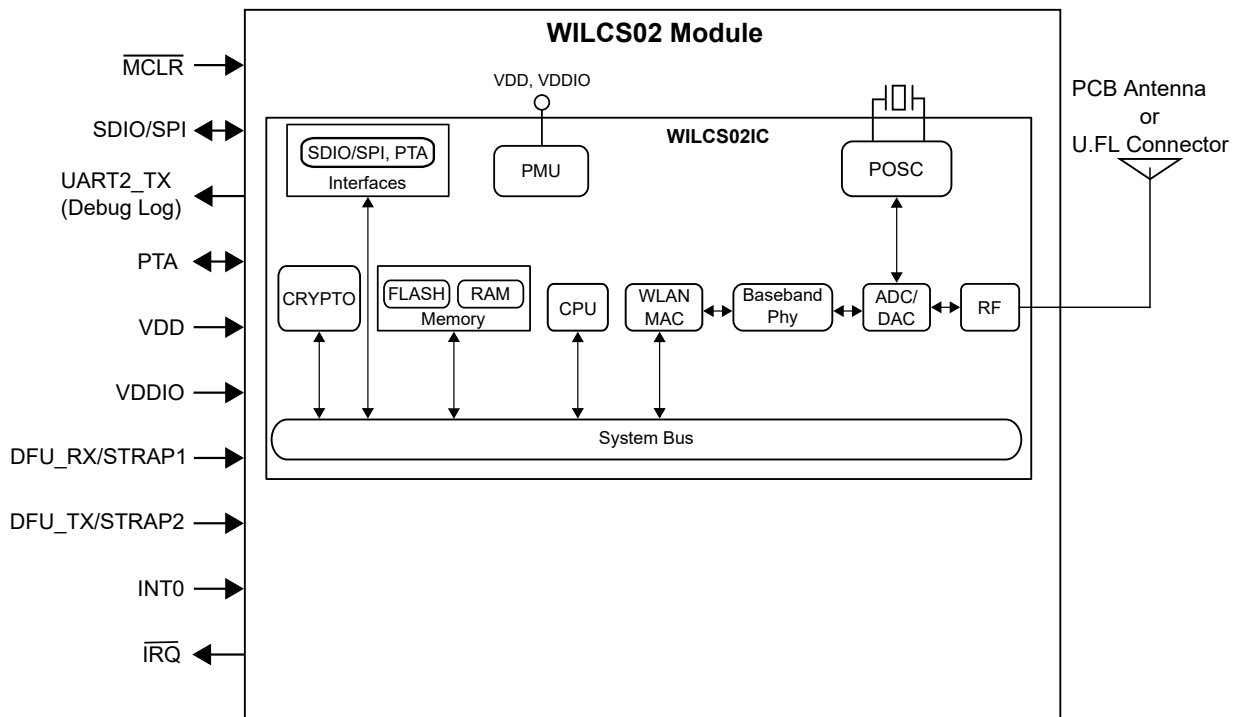 WILCS02 Module
MCLR
SDIO/SPI
UART2_TX
(Debug Log)
PTA
VDD
VDDIO
DFU_RX/STRAP1
DFU_TX/STRAP2
INT0
IRQ
VDD, VDDIO
WILCS02IC
SDIO/SPI, PTA
Interfaces
PMU
POSC
PCB Antenna
or
U.FL Connector
CRYPTO
FLASH
RAM
Memory
CPU
WLAN
MAC
Baseband
Phy
ADC/
DAC
RF
System Bus